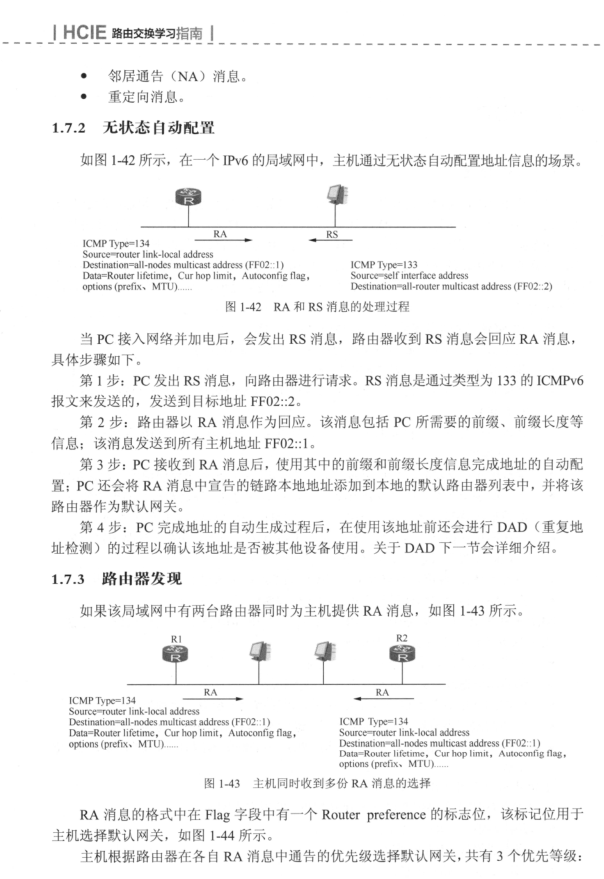 HCIE 路由交换学习指南
● 邻居通告（NA）消息。
● 重定向消息。
1.7.2 无状态自动配置
如图 1-42 所示，在一个 IPv6 的局域网中，主机通过无状态自动配置地址信息的场景。
R
RA
RS
ICMP Type=134
Source=router link-local address
Destination=all-nodes multicast address (FF02::1)
Data=Router lifetime，Cur hop limit，Autoconfig flag，
options (prefix、MTU)......
ICMP Type=133
Source=self interface address
Destination=all-router multicast address (FF02::2)
图 1-42 RA 和 RS 消息的处理过程
当 PC 接入网络并加电后，会发出 RS 消息，路由器收到 RS 消息会回应 RA 消息，
具体步骤如下。
第 1 步：PC 发出 RS 消息，向路由器进行请求。RS 消息是通过类型为 133 的 ICMPv6
报文来发送的，发送到目标地址 FF02::2。
第 2 步：路由器以 RA 消息作为回应。该消息包括 PC 所需要的前缀、前缀长度等
信息；该消息发送到所有主机地址 FF02::1。
第 3 步：PC 接收到 RA 消息后，使用其中的前缀和前缀长度信息完成地址的自动配
置；PC 还会将 RA 消息中宣告的链路本地地址添加到本地的默认路由器列表中，并将该
路由器作为默认网关。
第 4 步：PC 完成地址的自动生成过程后，在使用该地址前还会进行 DAD（重复地
址检测）的过程以确认该地址是否被其他设备使用。关于 DAD 下一节会详细介绍。
1.7.3 路由器发现
如果该局域网中有两台路由器同时为主机提供 RA 消息，如图 1-43 所示。
R1
R2
R
R
RA
RA
ICMP Type=134
Source=router link-local address
Destination=all-nodes multicast address (FF02::1)
Data=Router lifetime，Cur hop limit，Autoconfig flag，
options (prefix、MTU)......
ICMP Type=134
Source=router link-local address
Destination=all-nodes multicast address (FF02::1)
Data=Router lifetime，Cur hop limit，Autoconfig flag，
options (prefix、MTU)......
图 1-43 主机同时收到多份 RA 消息的选择
RA 消息的格式中在 Flag 字段中有一个 Router preference 的标志位，该标记位用于
主机选择默认网关，如图 1-44 所示。
主机根据路由器在各自 RA 消息中通告的优先级选择默认网关，共有 3 个优先等级：